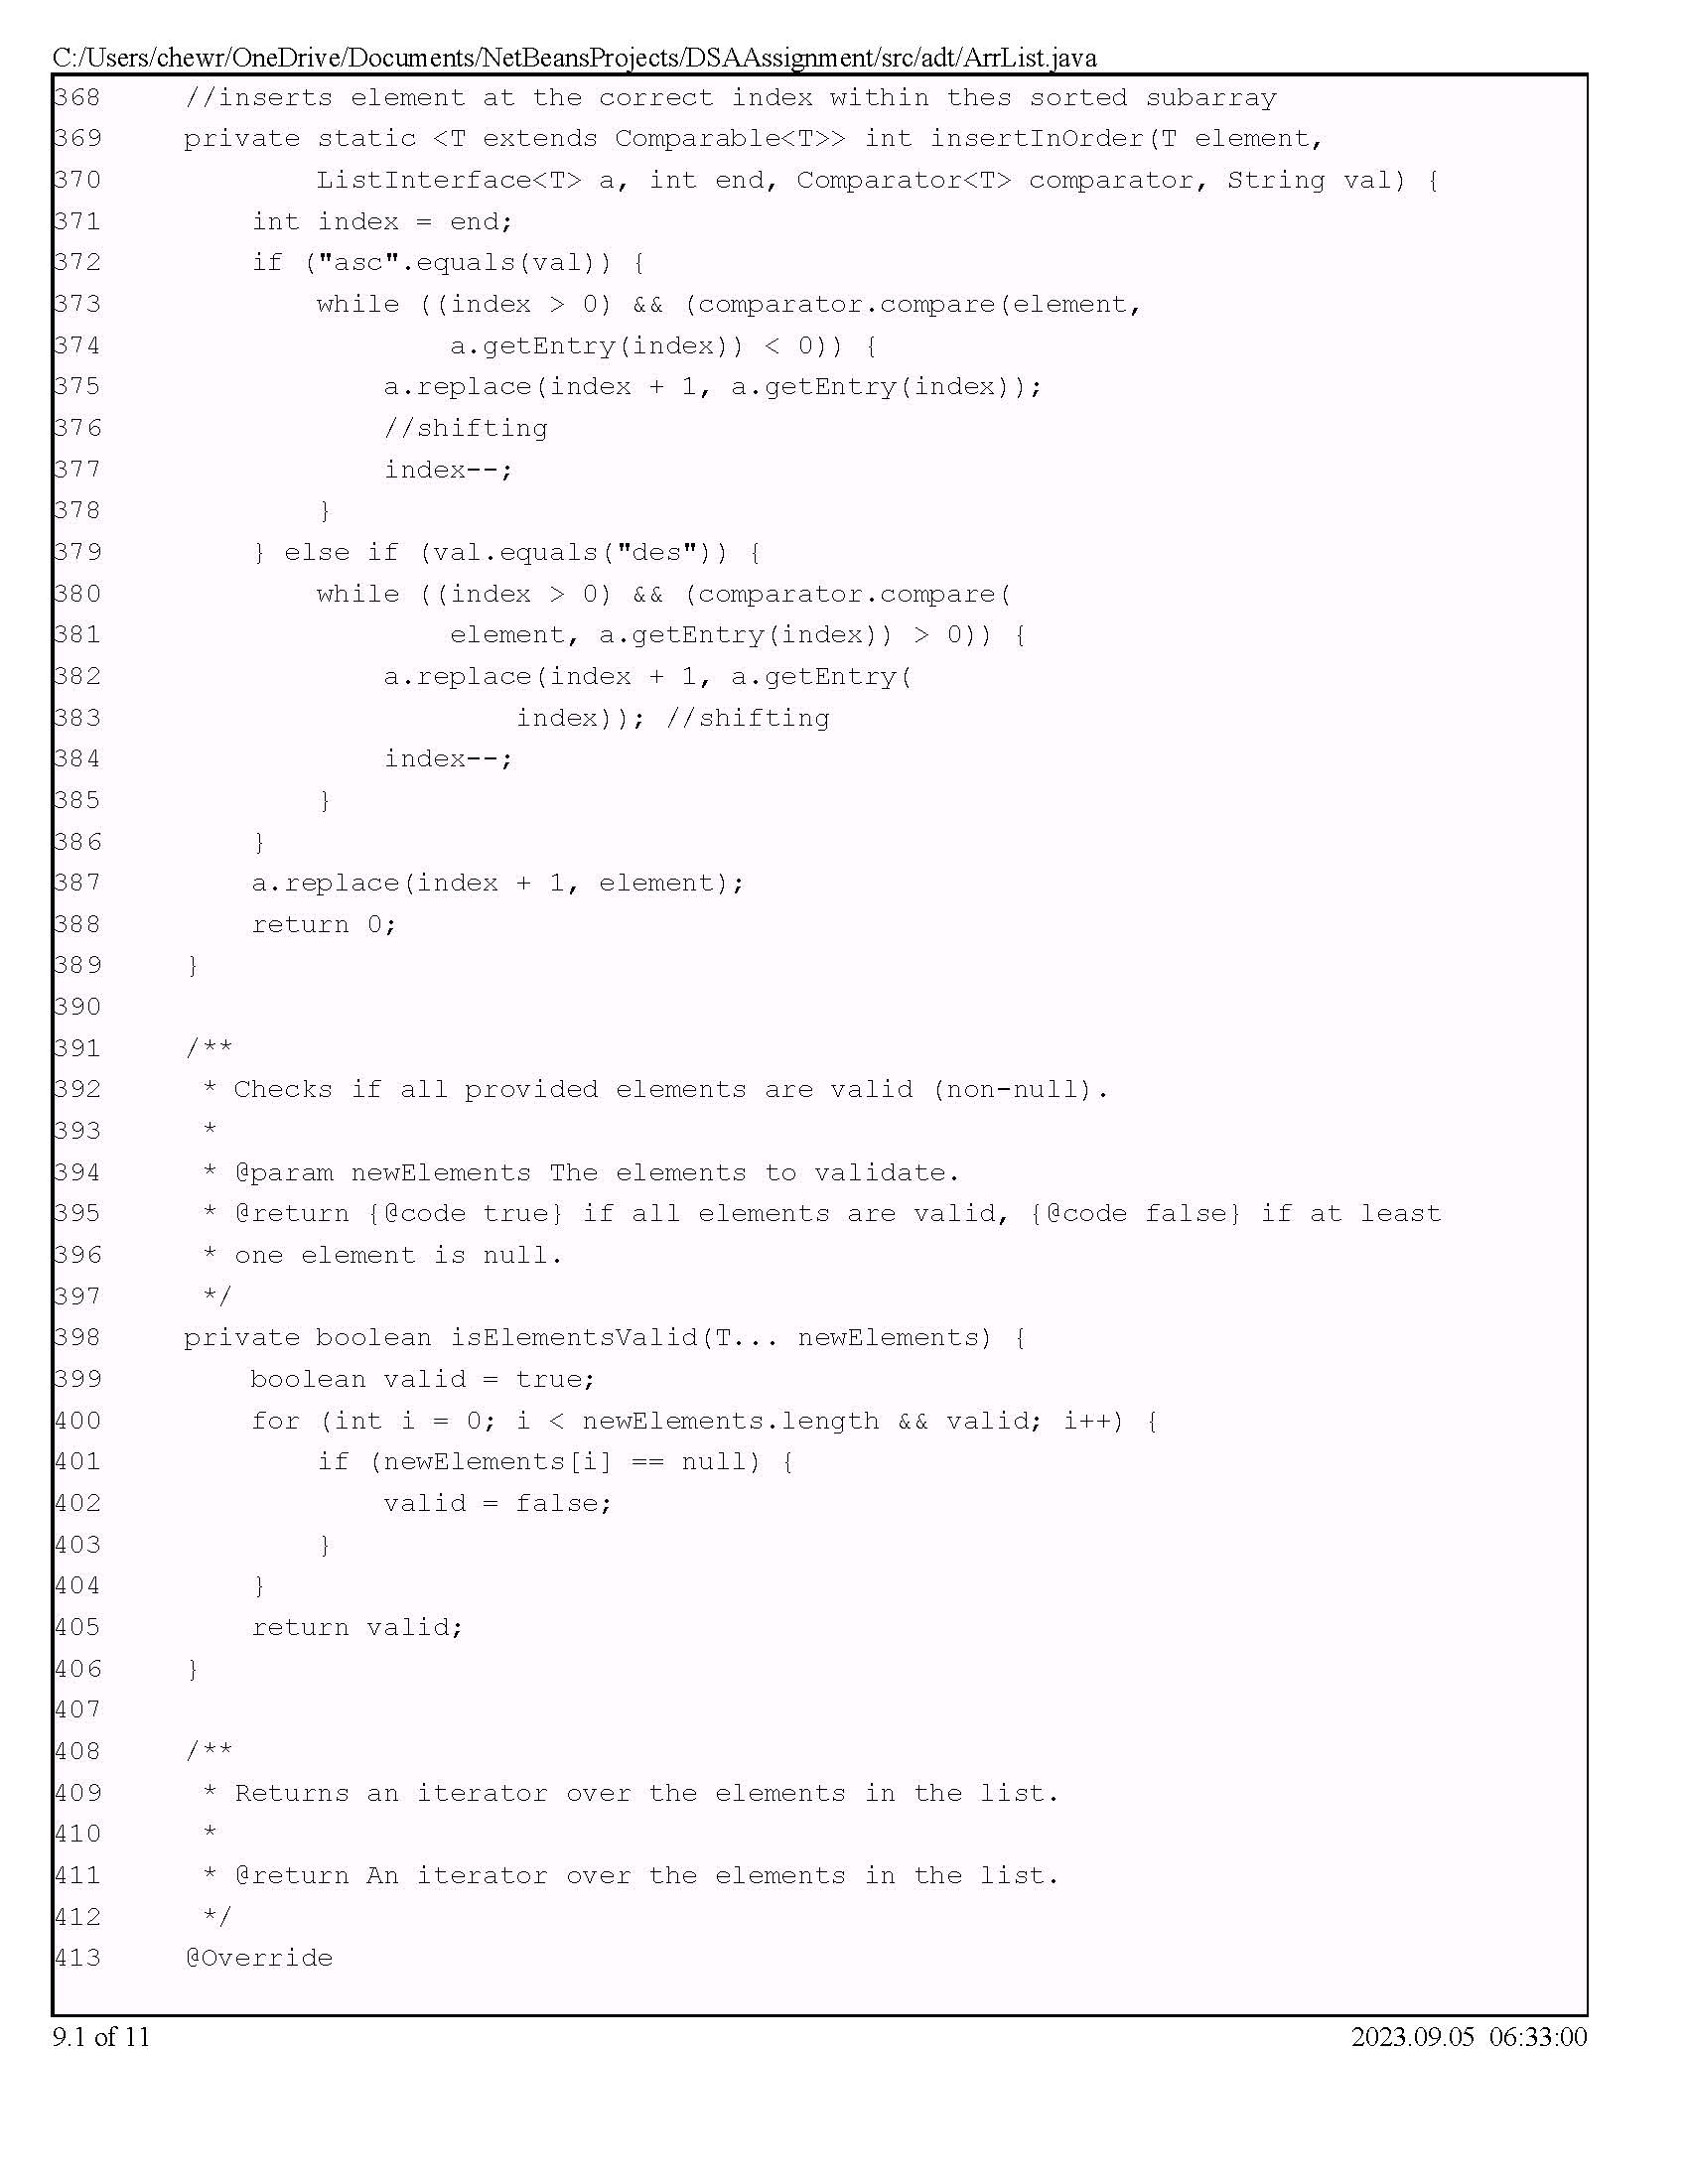 C:/Users/chewr/OneDrive/Documents/NetBeansProjects/DSAAssignment/src/adt/ArrList.java
368     //inserts element at the correct index within thes sorted subarray
369     private static <T extends Comparable<T>> int insertInOrder(T element,
370             ListInterface<T> a, int end, Comparator<T> comparator, String val) {
371         int index = end;
372         if ("asc".equals(val)) {
373             while ((index > 0) && (comparator.compare(element,
374                     a.getEntry(index)) < 0)) {
375                 a.replace(index + 1, a.getEntry(index));
376                 //shifting
377                 index--;
378             }
379         } else if (val.equals("des")) {
380             while ((index > 0) && (comparator.compare(
381                     element, a.getEntry(index)) > 0)) {
382                 a.replace(index + 1, a.getEntry(
383                         index)); //shifting
384                 index--;
385             }
386         }
387         a.replace(index + 1, element);
388         return 0;
389     }
390
391     /**
392      * Checks if all provided elements are valid (non-null).
393      *
394      * @param newElements The elements to validate.
395      * @return {@code true} if all elements are valid, {@code false} if at least
396      * one element is null.
397      */
398     private boolean isElementsValid(T... newElements) {
399         boolean valid = true;
400         for (int i = 0; i < newElements.length && valid; i++) {
401             if (newElements[i] == null) {
402                 valid = false;
403             }
404         }
405         return valid;
406     }
407
408     /**
409      * Returns an iterator over the elements in the list.
410      *
411      * @return An iterator over the elements in the list.
412      */
413     @Override
9.1 of 11
2023.09.05  06:33:00